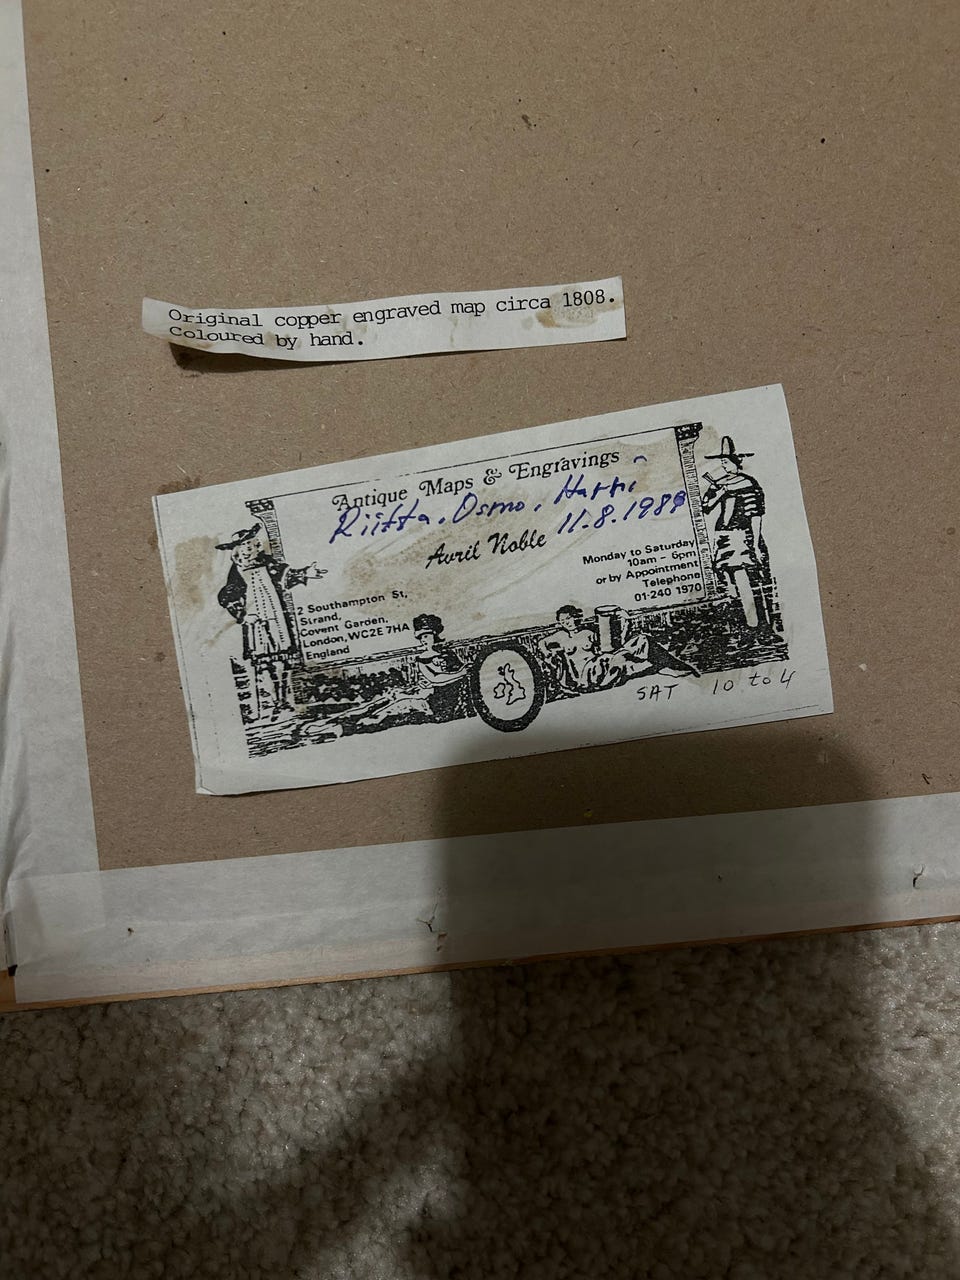 Original copper engraved map circa 1808.
Coloured by hand.
Antique Maps & Engravings
Riitta, Osmo, Harri
Avril Noble 11.8.1988
Monday to Saturday
10am - 6pm
or by Appointment
Telephone
01-240 1970
2 Southampton St,
Strand,
Covent Garden,
London, WC2E 7HA
England
SAT 10 to 4